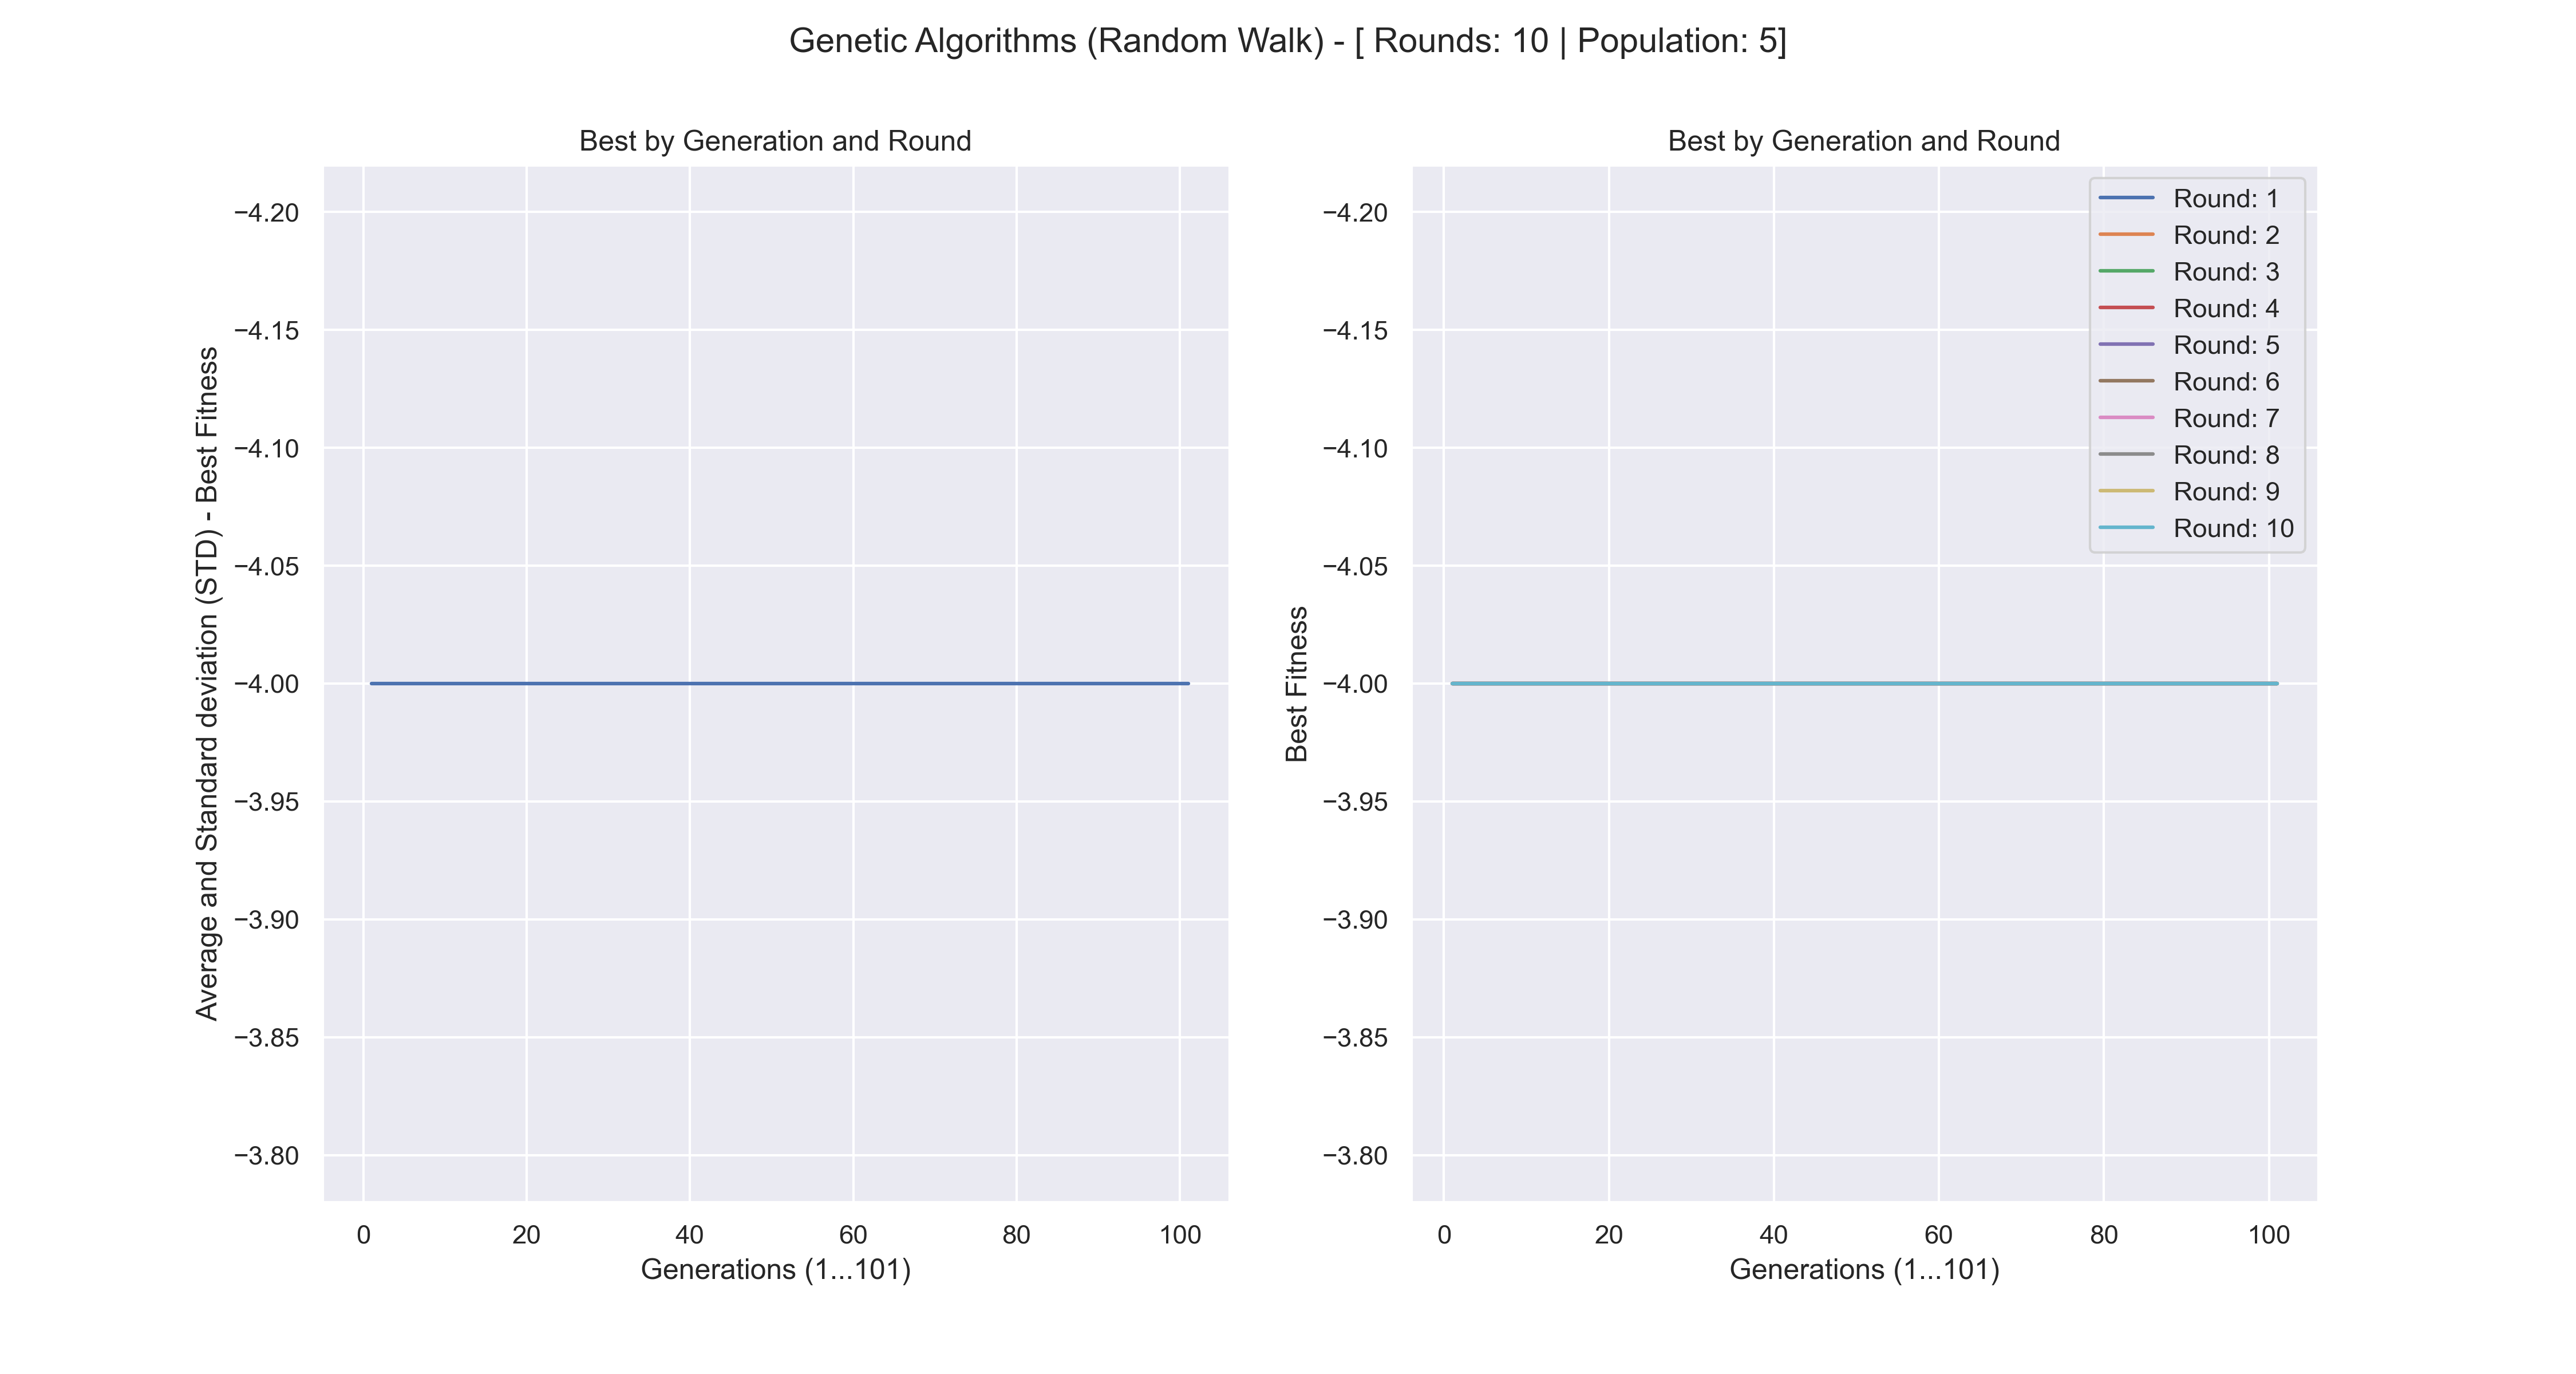 Genetic Algorithms (Random Walk) - [ Rounds: 10 | Population: 5]
Best by Generation and Round
Average and Standard deviation (STD) - Best Fitness
−4.20
−4.15
−4.10
−4.05
−4.00
−3.95
−3.90
−3.85
−3.80
0 20 40 60 80 100
Generations (1...101)
Best by Generation and Round
Best Fitness
−4.20
−4.15
−4.10
−4.05
−4.00
−3.95
−3.90
−3.85
−3.80
Round: 1
Round: 2
Round: 3
Round: 4
Round: 5
Round: 6
Round: 7
Round: 8
Round: 9
Round: 10
0 20 40 60 80 100
Generations (1...101)